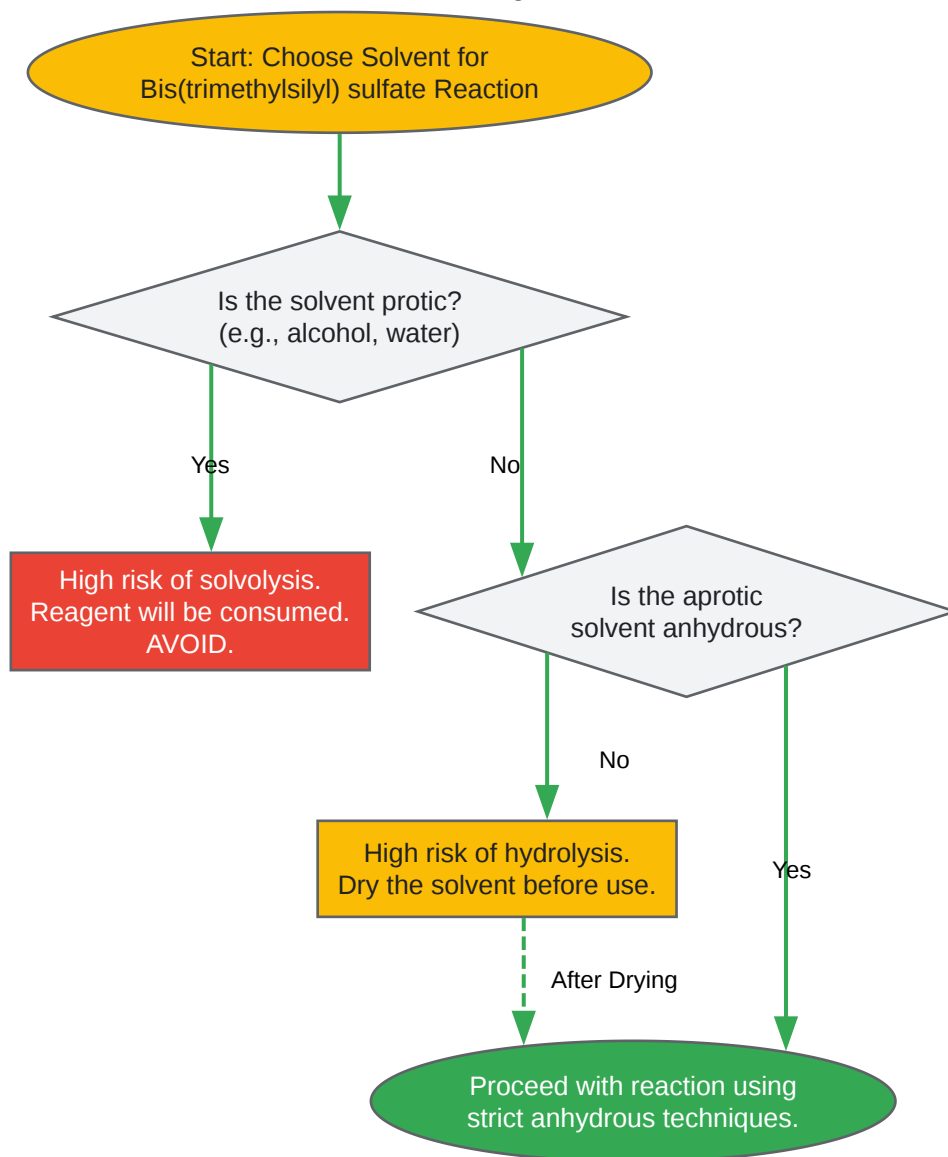 Start: Choose Solvent for
Bis(trimethylsilyl) sulfate Reaction
Is the solvent protic?
(e.g., alcohol, water)
Yes
No
High risk of solvolysis.
Reagent will be consumed.
AVOID.
Is the aprotic
solvent anhydrous?
No
High risk of hydrolysis.
Dry the solvent before use.
Yes
After Drying
Proceed with reaction using
strict anhydrous techniques.